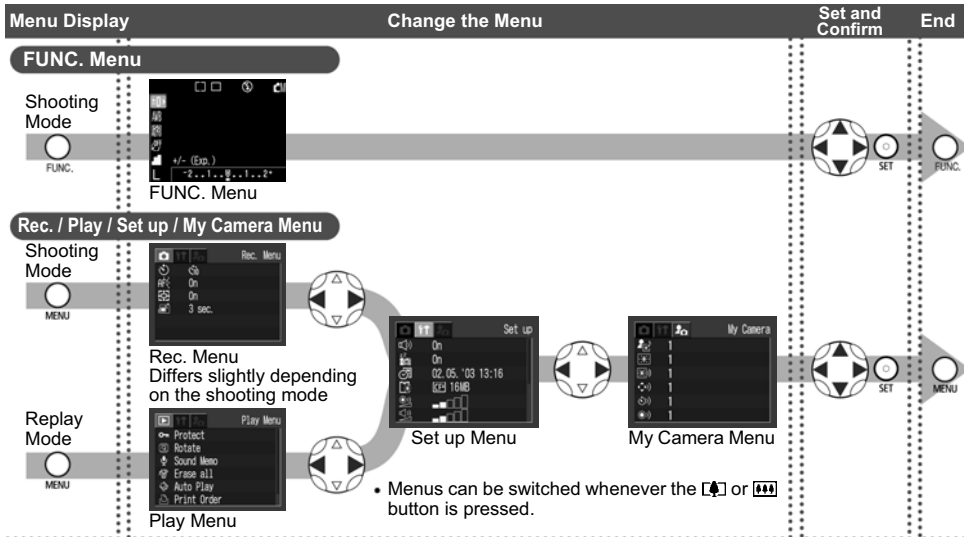 Menu Display
Change the Menu
Set and
Confirm
End
FUNC. Menu
Shooting
Mode
FUNC.
+/- (Exp.)
L
-2..1..0..1..2+
FUNC. Menu
SET
FUNC.
Rec. / Play / Set up / My Camera Menu
Shooting
Mode
MENU
Rec. Menu
On
On
3 sec.
Rec. Menu
Differs slightly depending
on the shooting mode
Replay
Mode
MENU
Play Menu
Protect
Rotate
Sound Memo
Erase all
Auto Play
Print Order
Play Menu
Set up
On
On
02.05.'03 13:16
CF 16MB
Set up Menu
My Camera
1
1
1
1
1
1
My Camera Menu
SET
MENU
• Menus can be switched whenever the or
button is pressed.